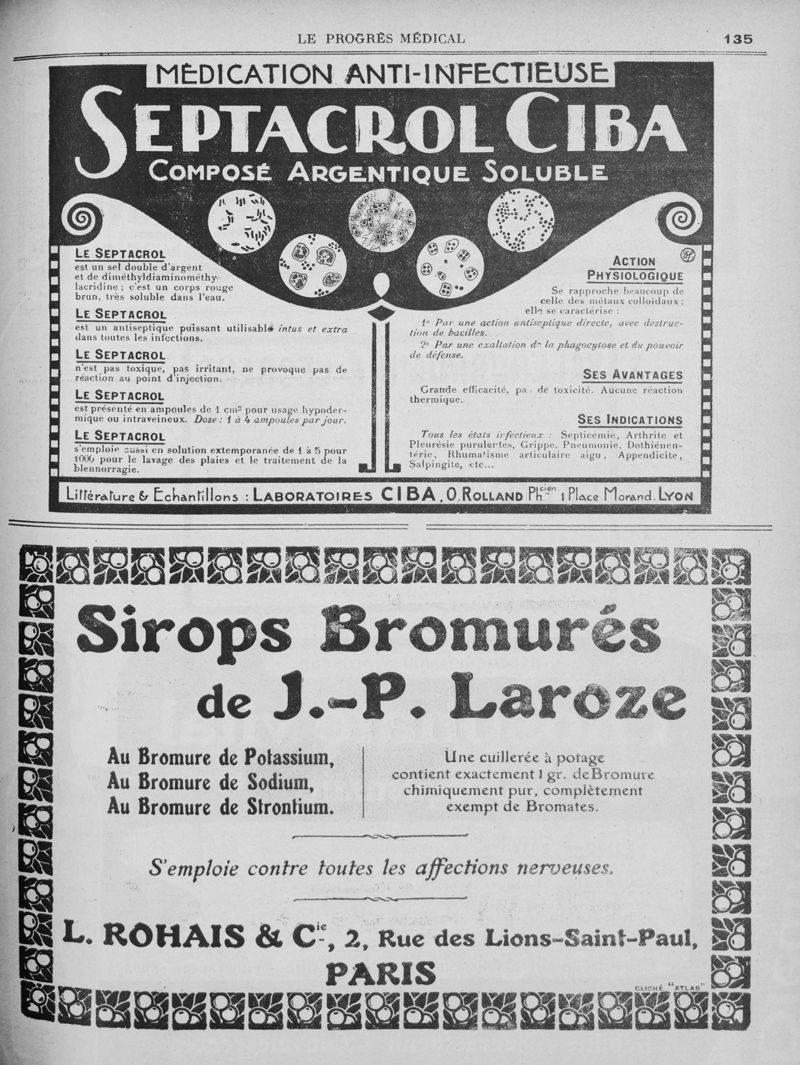 LE PROGRÈS MÉDICAL
135
MÉDICATION ANTI-INFECTIEUSE
SEPTACROL CIBA
COMPOSÉ ARGENTIQUE SOLUBLE
LE SEPTACROL
est un sel double d'argent
et de diméthyldiaminométhy-
lacridine ; c'est un corps rouge
brun, très soluble dans l'eau.
LE SEPTACROL
est un antiseptique puissant utilisable intus et extra
dans toutes les infections.
LE SEPTACROL
n'est pas toxique, pas irritant, ne provoque pas de
réaction au point d'injection.
LE SEPTACROL
est présenté en ampoules de 1 cm³ pour usage hypoder-
mique ou intraveineux. Dose : 1 à 4 ampoules par jour.
LE SEPTACROL
s'emploie aussi en solution extemporanée de 1 à 5 pour
1000 pour le lavage des plaies et le traitement de la
blennorragie.
ACTION
PHYSIOLOGIQUE
Se rapproche beaucoup de
celle des métaux colloïdaux ;
elle se caractérise :
1° Par une action antiseptique directe, avec destruc-
tion de bacilles.
2° Par une exaltation de la phagocytose et du pouvoir
de défense.
SES AVANTAGES
Grande efficacité, pa de toxicité. Aucune réaction
thermique.
SES INDICATIONS
Tous les états infectieux : Septicémie, Arthrite et
Pleurésie purulentes, Grippe, Pneumonie, Dothiénen-
térie, Rhumatisme articulaire aigu, Appendicite,
Salpingite, etc...
Littérature & Echantillons : LABORATOIRES CIBA, O. ROLLAND Phcien 1 Place Morand. LYON
Sirops Bromurés
de J.-P. Laroze
Au Bromure de Potassium,
Au Bromure de Sodium,
Au Bromure de Strontium.
Une cuillerée à potage
contient exactement 1 gr. de Bromure
chimiquement pur, complètement
exempt de Bromates.
S'emploie contre toutes les affections nerveuses.
L. ROHAIS & Cie, 2, Rue des Lions-Saint-Paul,
PARIS
CLICHÉ "ATLAS"